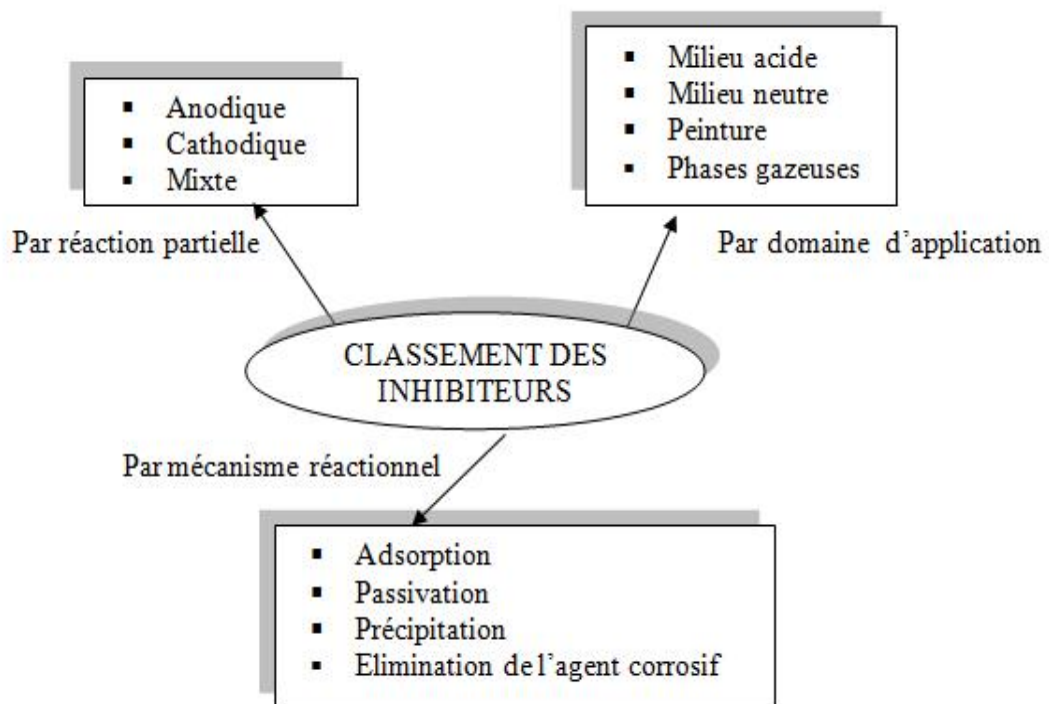 ▪ Anodique
▪ Cathodique
▪ Mixte
▪ Milieu acide
▪ Milieu neutre
▪ Peinture
▪ Phases gazeuses
Par réaction partielle
Par domaine d'application
CLASSEMENT DES
INHIBITEURS
Par mécanisme réactionnel
▪ Adsorption
▪ Passivation
▪ Précipitation
▪ Elimination de l'agent corrosif